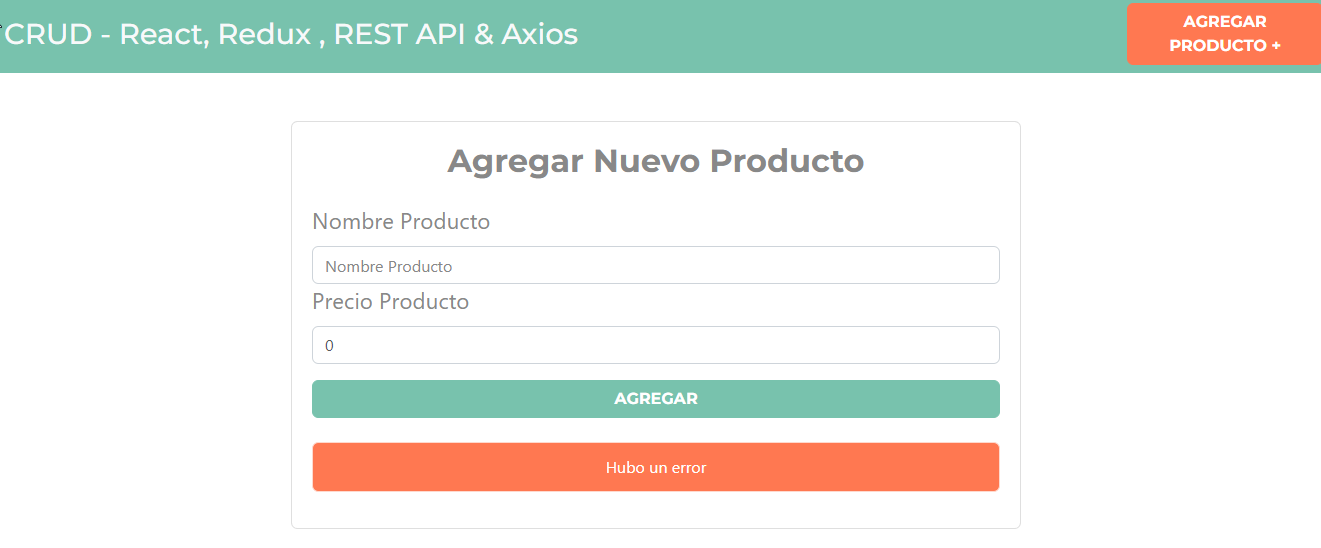 CRUD - React, Redux , REST API & Axios
AGREGAR
PRODUCTO +
Agregar Nuevo Producto
Nombre Producto
Nombre Producto
Precio Producto
0
AGREGAR
Hubo un error